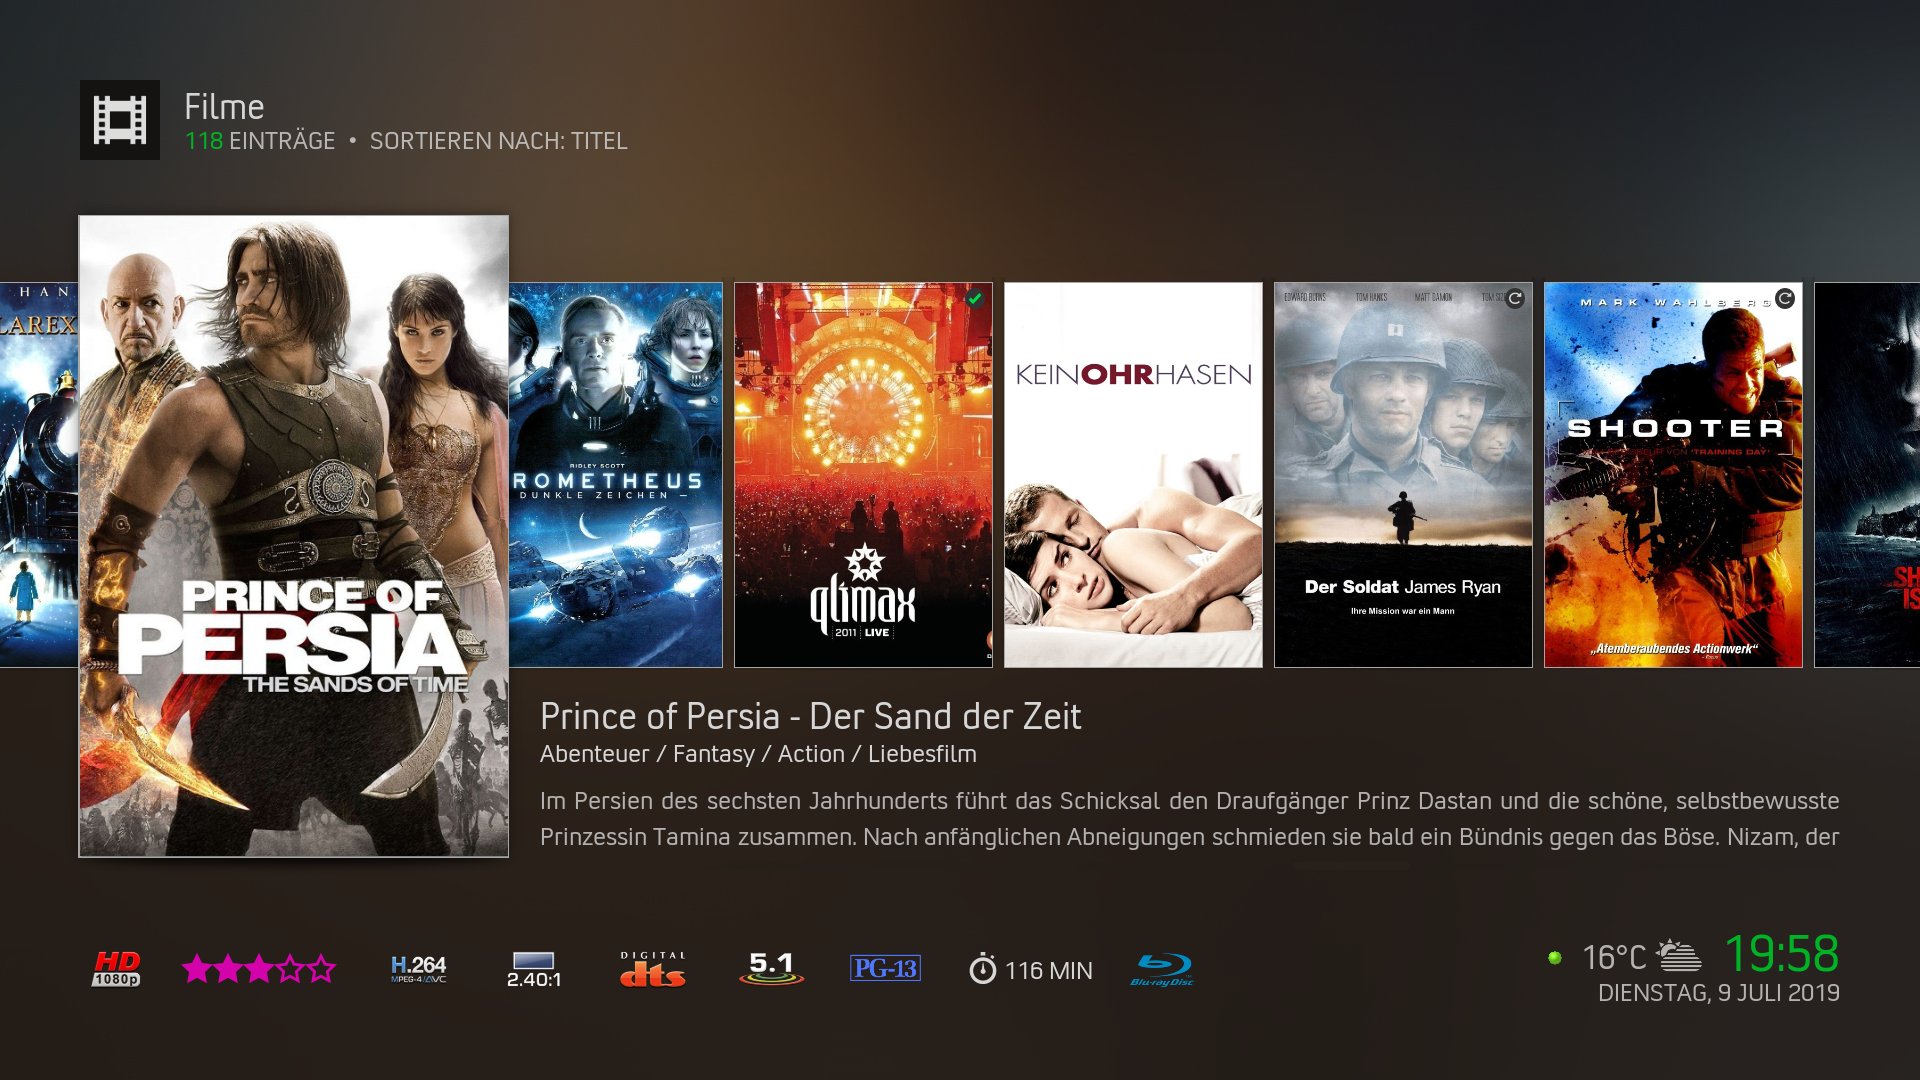 Filme
118 EINTRÄGE • SORTIEREN NACH: TITEL
HAN
LAREX
PRINCE OF
PERSIA
THE SANDS OF TIME
RIDLEY SCOTT
ROMETHEUS
DUNKLE ZEICHEN
qlimax
2011 LIVE
KEINOHRHASEN
EDWARD BURNS TOM HANKS MATT DAMON TOM
Der Soldat James Ryan
Ihre Mission war ein Mann
MARK WAHLBERG
SHOOTER
VON "TRAINING DAY"
„Atemberaubendes Actionwerk“
SH
IS
Prince of Persia - Der Sand der Zeit
Abenteuer / Fantasy / Action / Liebesfilm
Im Persien des sechsten Jahrhunderts führt das Schicksal den Draufgänger Prinz Dastan und die schöne, selbstbewusste
Prinzessin Tamina zusammen. Nach anfänglichen Abneigungen schmieden sie bald ein Bündnis gegen das Böse. Nizam, der
HD
1080p
H.264
MPEG-4/AVC
2.40:1
DIGITAL
dts
5.1
PG-13
116 MIN
Blu-ray Disc
16°C 19:58
DIENSTAG, 9 JULI 2019